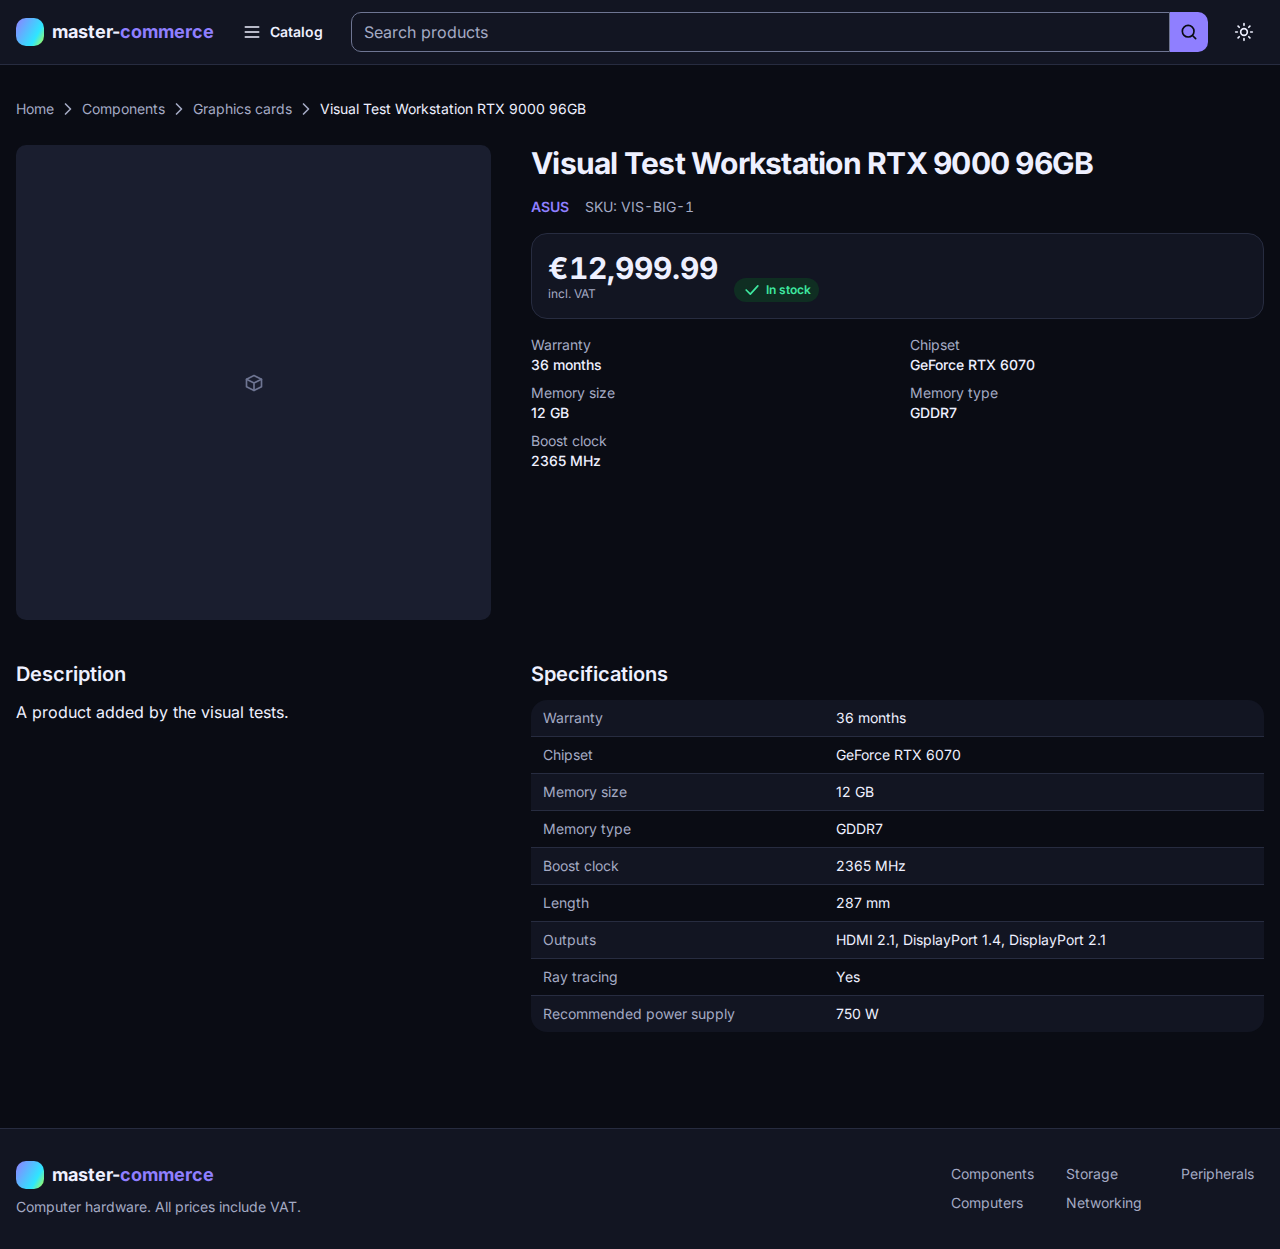 master-commerce
Catalog
Search products
Home
Components
Graphics cards
Visual Test Workstation RTX 9000 96GB
Visual Test Workstation RTX 9000 96GB
ASUS SKU: VIS-BIG-1
€12,999.99
incl. VAT
In stock
Warranty
36 months
Chipset
GeForce RTX 6070
Memory size
12 GB
Memory type
GDDR7
Boost clock
2365 MHz
Description
A product added by the visual tests.
Specifications
Warranty 36 months
Chipset GeForce RTX 6070
Memory size 12 GB
Memory type GDDR7
Boost clock 2365 MHz
Length 287 mm
Outputs HDMI 2.1, DisplayPort 1.4, DisplayPort 2.1
Ray tracing Yes
Recommended power supply 750 W
master-commerce
Computer hardware. All prices include VAT.
Components Storage Peripherals
Computers Networking